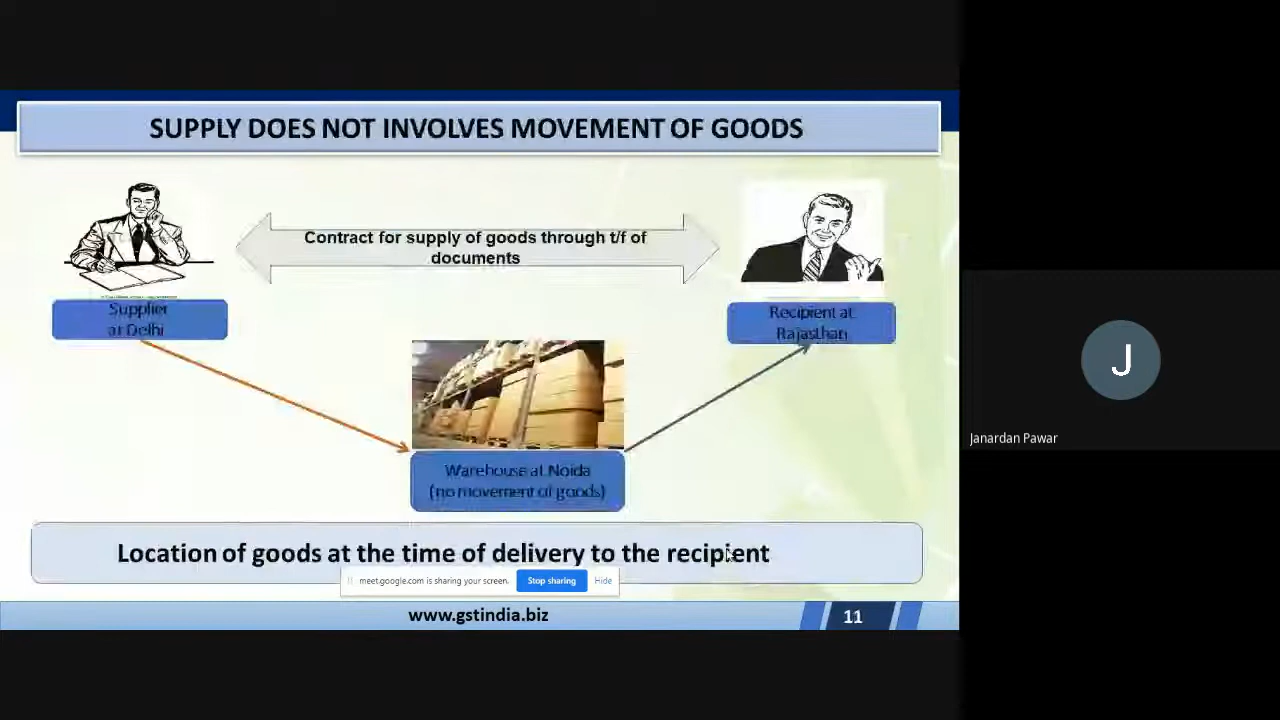 SUPPLY DOES NOT INVOLVES MOVEMENT OF GOODS
Contract for supply of goods through t/f of
documents
Supplier
at Delhi
Recipient at
Rajasthan
Warehouse at Noida
(no movement of goods)
Location of goods at the time of delivery to the recipient
meet.google.com is sharing your screen.
Stop sharing
Hide
www.gstindia.biz
11
J
Janardan Pawar